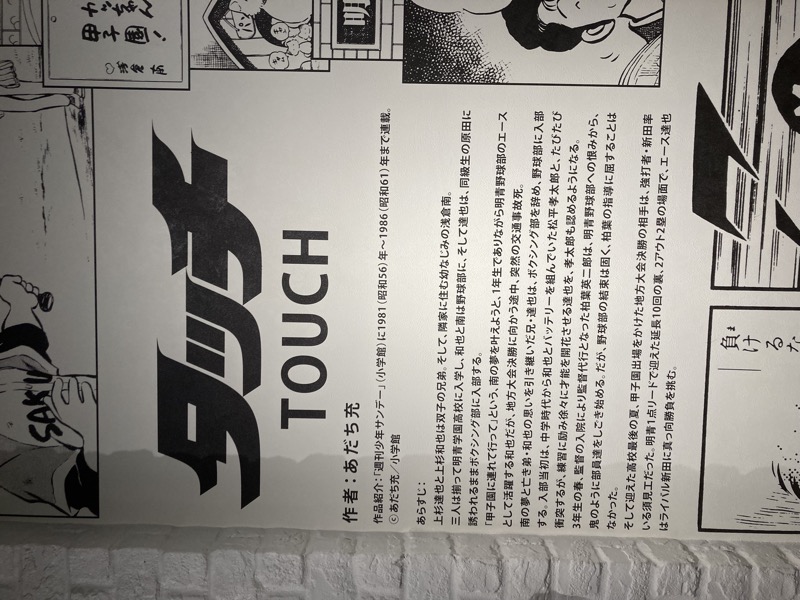 がんばれ
甲子園!
♡浅倉南
明
タッチ
TOUCH
作者:あだち充
作品紹介:「週刊少年サンデー」(小学館)に1981(昭和56)年~1986(昭和61)年まで連載。
©あだち充/小学館
あらすじ:
上杉達也と上杉和也は双子の兄弟。そして、隣家に住む幼なじみの浅倉南。
三人は揃って明青学園高校に入学し、和也と南は野球部に、そして達也は、同級生の原田に
誘われるままボクシング部に入部する。
「甲子園に連れて行って」という、南の夢を叶えようと、1年生でありながら明青野球部のエース
として活躍する和也だが、地方大会決勝に向かう途中、突然の交通事故死。
南の夢と亡き弟・和也の思いを引き継いだ兄・達也は、ボクシング部を辞め、野球部に入部
する。入部当初は、中学時代から和也とバッテリーを組んでいた松平孝太郎と、たびたび
衝突するが、練習に励み徐々に才能を開花させる達也を、孝太郎も認めるようになる。
3年生の春、監督の入院により監督代行となった柏葉英二郎は、明青野球部への恨みから、
鬼のように部員達をしごき始める。だが、野球部の結束は固く、柏葉の指導に屈することは
なかった。
そして迎えた高校最後の夏、甲子園出場をかけた地方大会決勝の相手は、強打者・新田率
いる須見工だった。明青1点リードで迎えた延長10回の裏、2アウト2塁の場面で、エース達也
はライバル新田に真っ向勝負を挑む。
SAKU
負け
るな